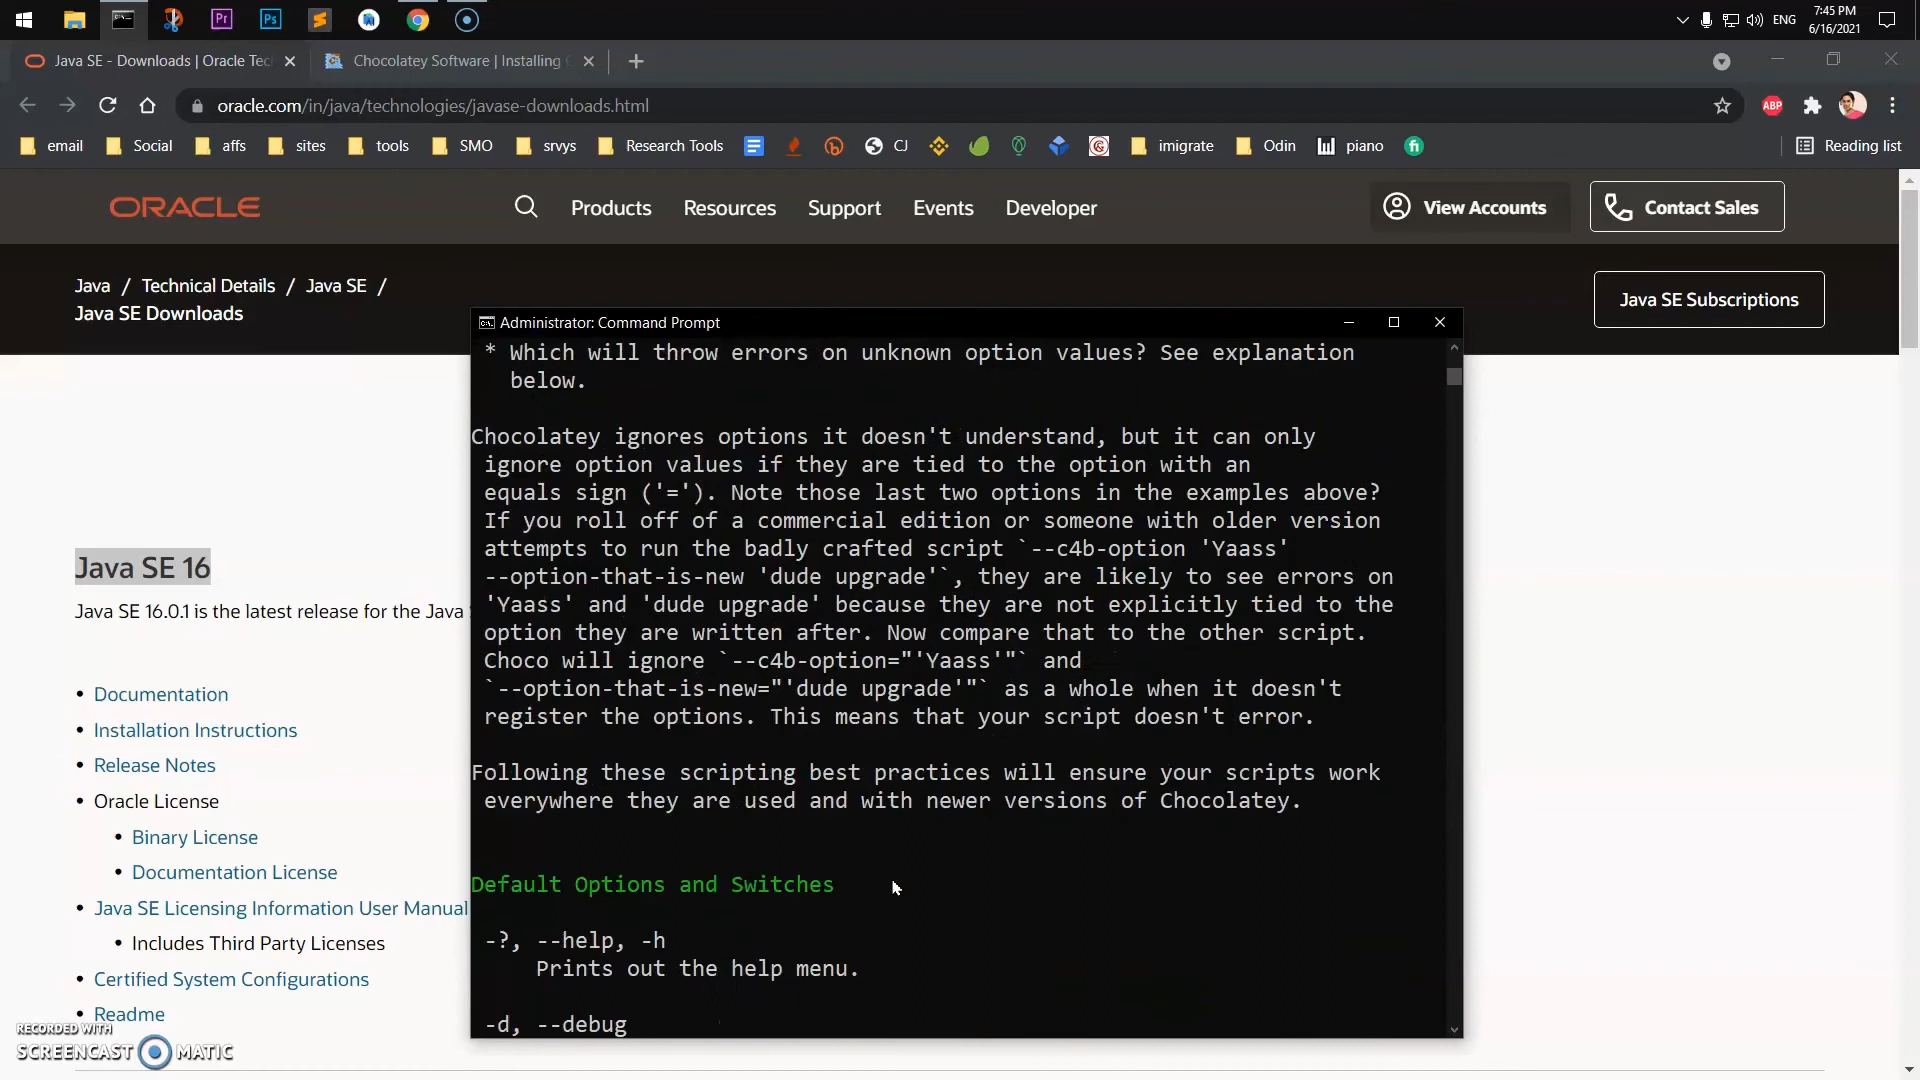 7:45 PM
ENG
6/16/2021
Pr
Ps
Java SE - Downloads | Oracle Tec
Chocolatey Software | Installing
oracle.com/in/java/technologies/javase-downloads.html
ABP
email
Social
affs
sites
tools
SMO
srvys
Research Tools
CJ
imigrate
Odin
piano
fi
Reading list
ORACLE
Products
Resources
Support
Events
Developer
View Accounts
Contact Sales
Java / Technical Details / Java SE /
Java SE Downloads
Java SE Subscriptions
Java SE 16
Java SE 16.0.1 is the latest release for the Java
• Documentation
• Installation Instructions
• Release Notes
• Oracle License
• Binary License
• Documentation License
• Java SE Licensing Information User Manual
• Includes Third Party Licenses
• Certified System Configurations
• Readme
Administrator: Command Prompt
* Which will throw errors on unknown option values? See explanation
below.
Chocolatey ignores options it doesn't understand, but it can only
ignore option values if they are tied to the option with an
equals sign ('='). Note those last two options in the examples above?
If you roll off of a commercial edition or someone with older version
attempts to run the badly crafted script `--c4b-option 'Yaass'
--option-that-is-new 'dude upgrade'`, they are likely to see errors on
'Yaass' and 'dude upgrade' because they are not explicitly tied to the
option they are written after. Now compare that to the other script.
Choco will ignore `--c4b-option="'Yaass'"` and
`--option-that-is-new="'dude upgrade'"` as a whole when it doesn't
register the options. This means that your script doesn't error.
Following these scripting best practices will ensure your scripts work
everywhere they are used and with newer versions of Chocolatey.
Default Options and Switches
-?, --help, -h
Prints out the help menu.
-d, --debug
RECORDED WITH
SCREENCAST MATIC